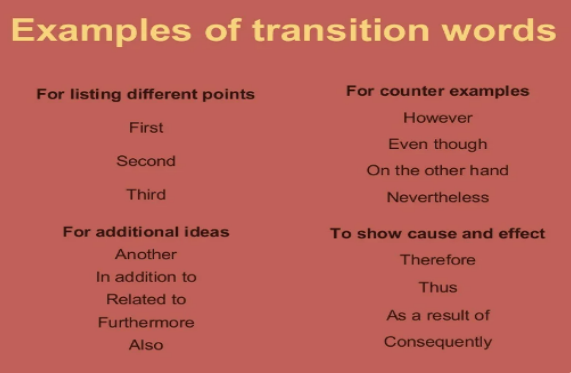 Examples of transition words
For listing different points
First
Second
Third
For additional ideas
Another
In addition to
Related to
Furthermore
Also
For counter examples
However
Even though
On the other hand
Nevertheless
To show cause and effect
Therefore
Thus
As a result of
Consequently